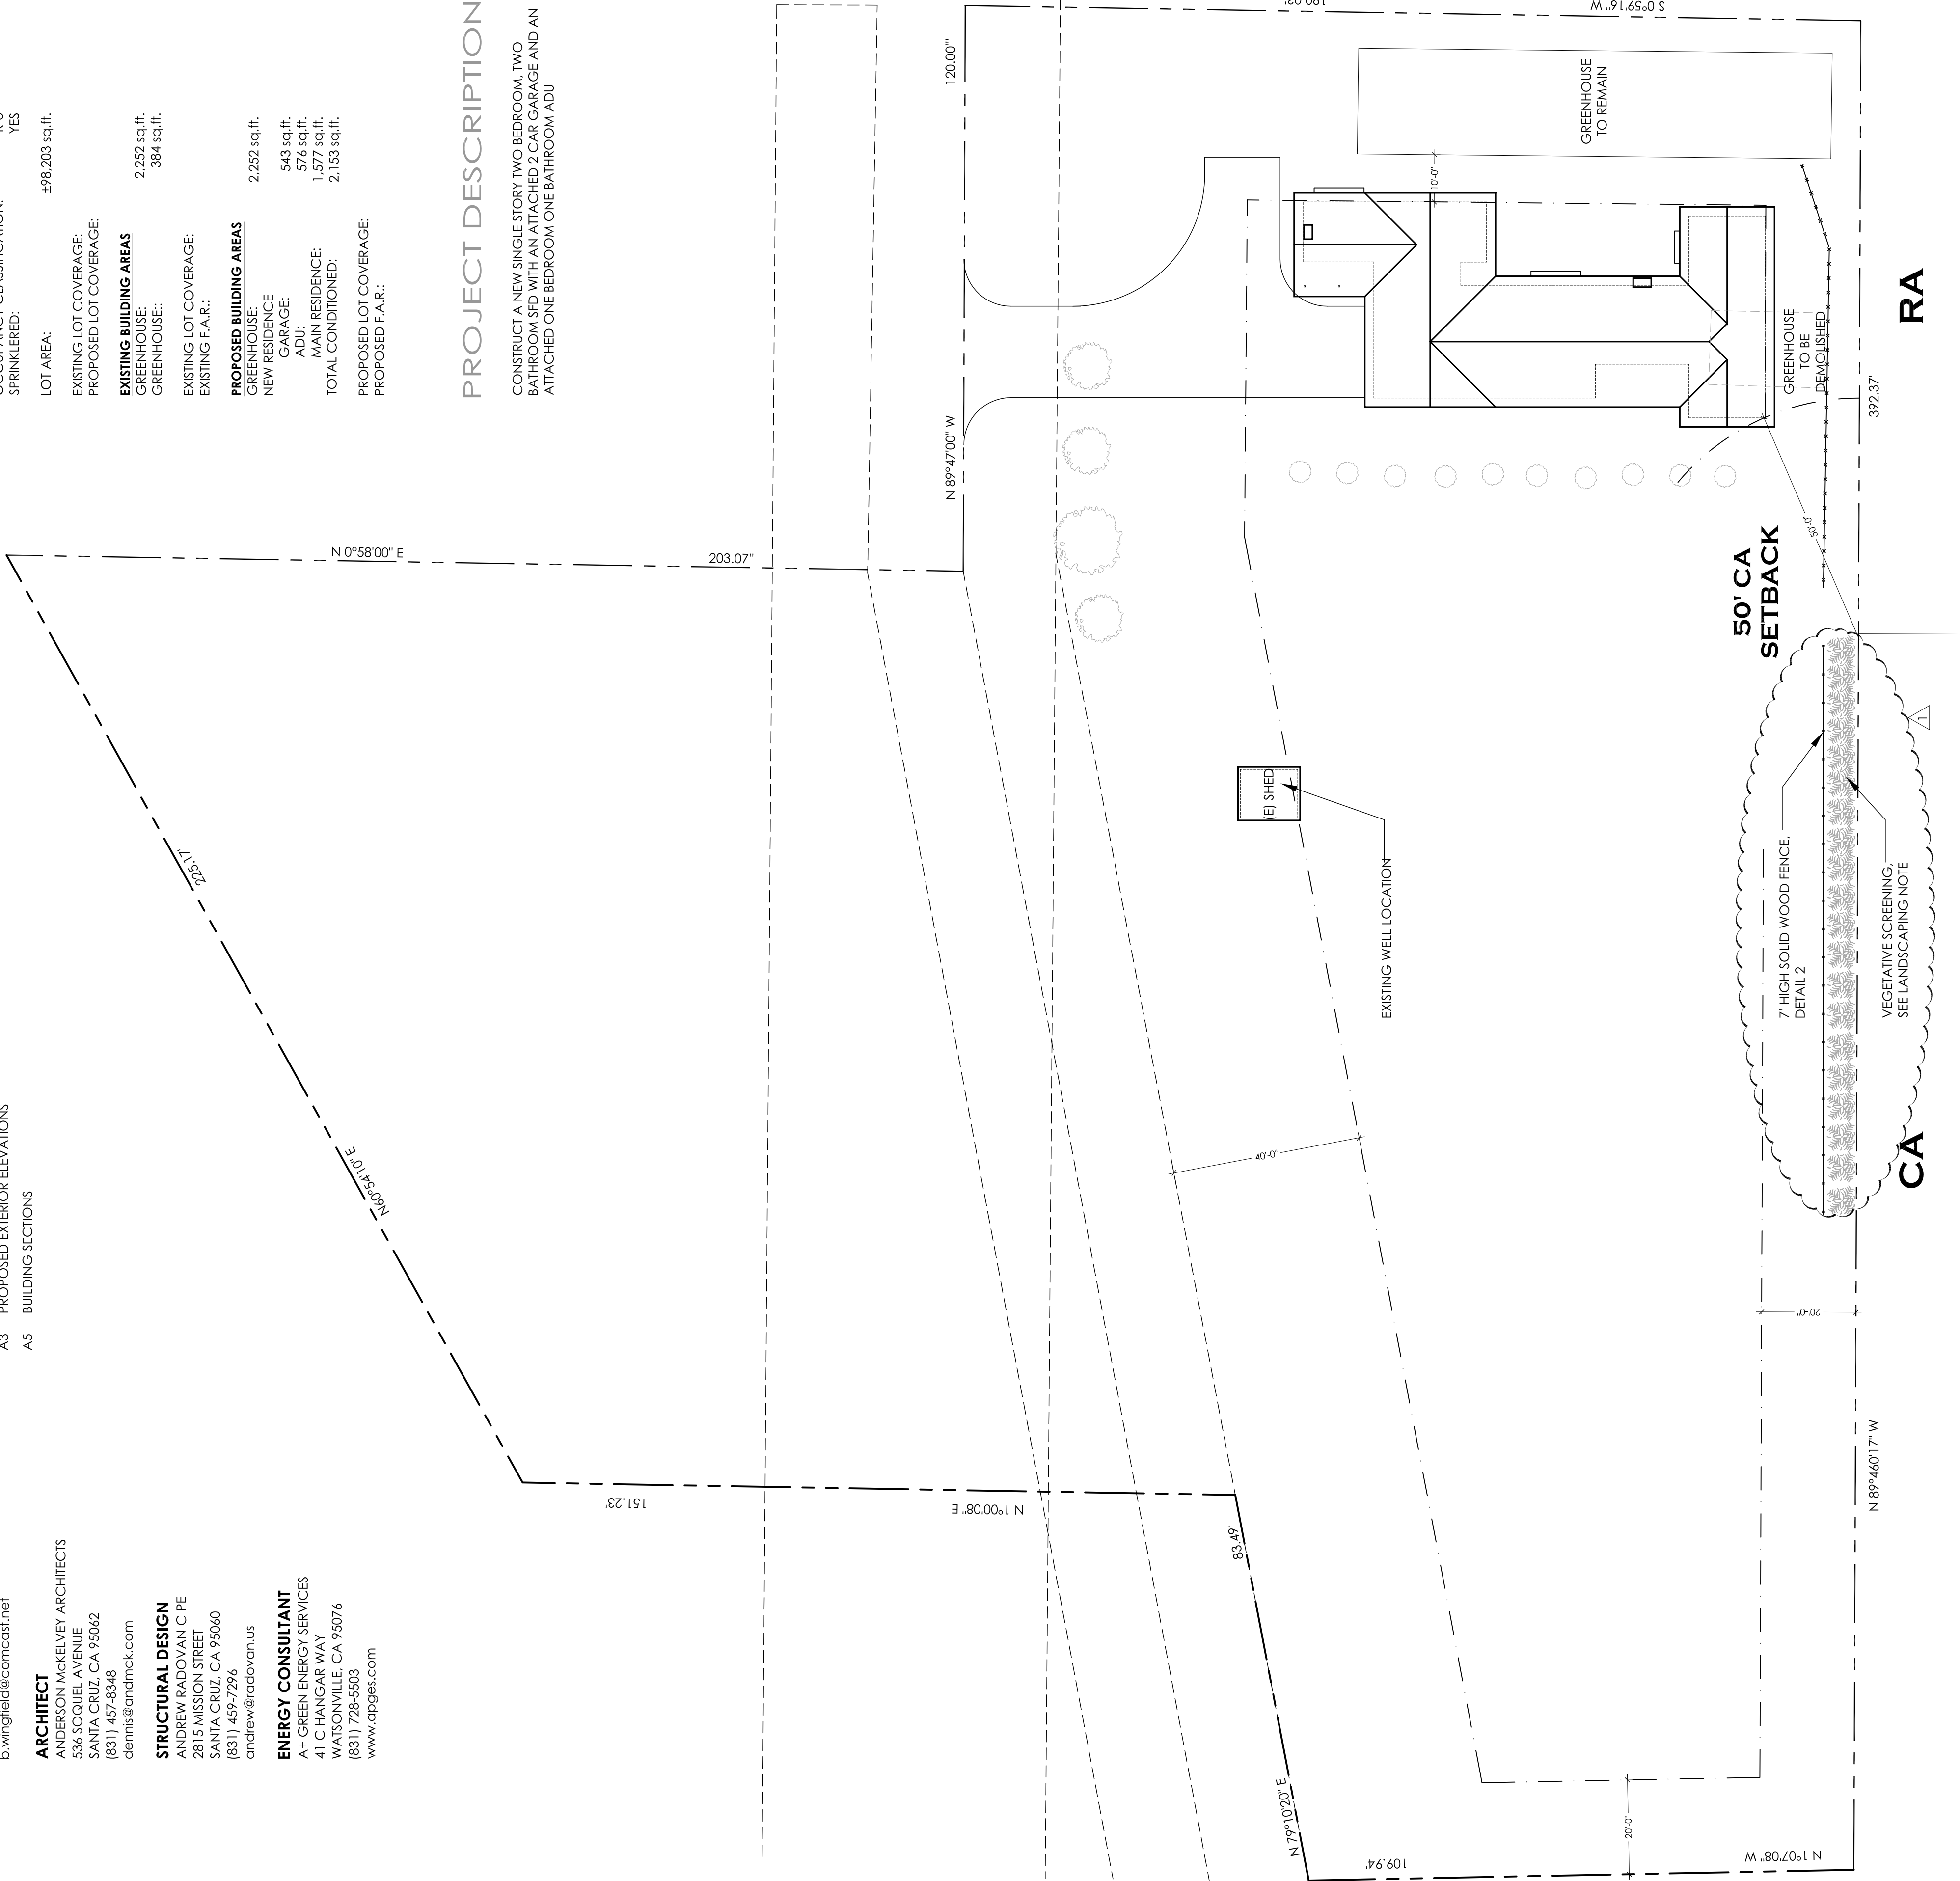 b.wingfield@comcast.net
ARCHITECT
ANDERSON McKELVEY ARCHITECTS
536 SOQUEL AVENUE
SANTA CRUZ, CA 95062
(831) 457-8348
dennis@andmck.com
STRUCTURAL DESIGN
ANDREW RADOVAN C PE
2815 MISSION STREET
SANTA CRUZ, CA 95060
(831) 459-7296
andrew@radovan.us
ENERGY CONSULTANT
A+ GREEN ENERGY SERVICES
41 C HANGAR WAY
WATSONVILLE, CA 95076
(831) 728-5503
www.apges.com
A3 PROPOSED EXTERIOR ELEVATIONS
A5 BUILDING SECTIONS
SPRINKLERED: YES
LOT AREA: ±98,203 sq.ft.
EXISTING LOT COVERAGE:
PROPOSED LOT COVERAGE:
EXISTING BUILDING AREAS
GREENHOUSE: 2,252 sq.ft.
GREENHOUSE:: 384 sq.ft.
EXISTING LOT COVERAGE:
EXISTING F.A.R.:
PROPOSED BUILDING AREAS
GREENHOUSE: 2,252 sq.ft.
NEW RESIDENCE
GARAGE: 543 sq.ft.
ADU: 576 sq.ft.
MAIN RESIDENCE: 1,577 sq.ft.
TOTAL CONDITIONED: 2,153 sq.ft.
PROPOSED LOT COVERAGE:
PROPOSED F.A.R.:
PROJECT DESCRIPTION
CONSTRUCT A NEW SINGLE STORY TWO BEDROOM, TWO
BATHROOM SFD WITH AN ATTACHED 2 CAR GARAGE AND AN
ATTACHED ONE BEDROOM ONE BATHROOM ADU
N 0°58'00" E
203.07"
225.17'
N60°54'10" E
151.23'
N 1°00'08" E
83.49'
N 79°10'20" E
109.94'
N 1°07'08" W
20'-0"
N 89°47'00" W
120.00'"
S 0°59'16" W
GREENHOUSE
TO REMAIN
10'-0"
GREENHOUSE
TO BE
DEMOLISHED
(E) SHED
EXISTING WELL LOCATION
40'-0"
50' CA
SETBACK
50'-0"
7' HIGH SOLID WOOD FENCE,
DETAIL 2
VEGETATIVE SCREENING,
SEE LANDSCAPING NOTE
1
20'-0"
N 89°460'17" W
392.37'
CA
RA